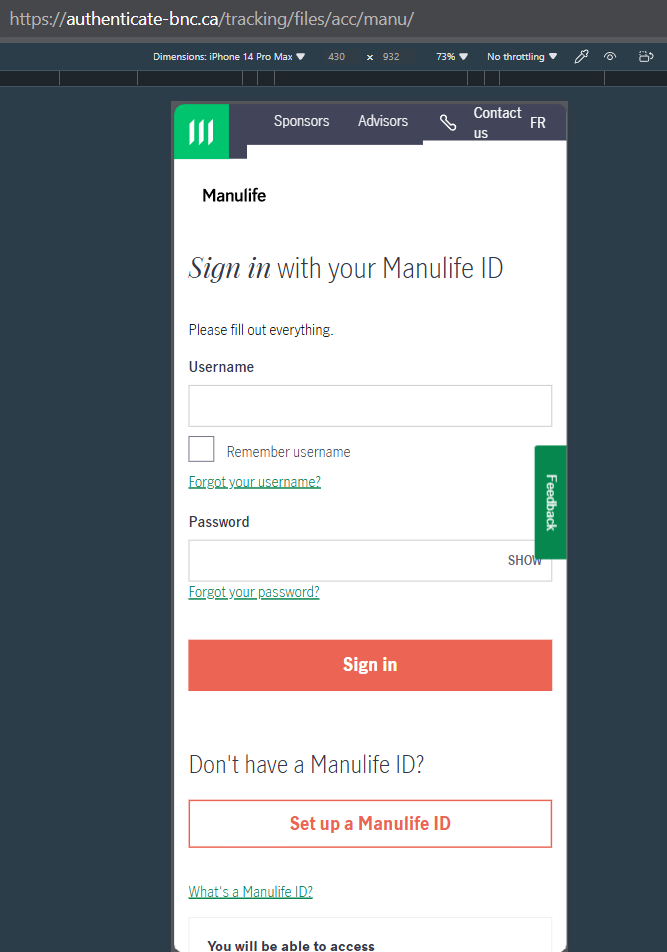 https://authenticate-bnc.ca/tracking/files/acc/manu/
Dimensions: iPhone 14 Pro Max ▼ 430 x 932 73% ▼ No throttling ▼
Sponsors Advisors Contact us FR
Manulife
Sign in with your Manulife ID
Please fill out everything.
Username
Remember username
Forgot your username?
Feedback
Password
SHOW
Forgot your password?
Sign in
Don't have a Manulife ID?
Set up a Manulife ID
What's a Manulife ID?
You will be able to access